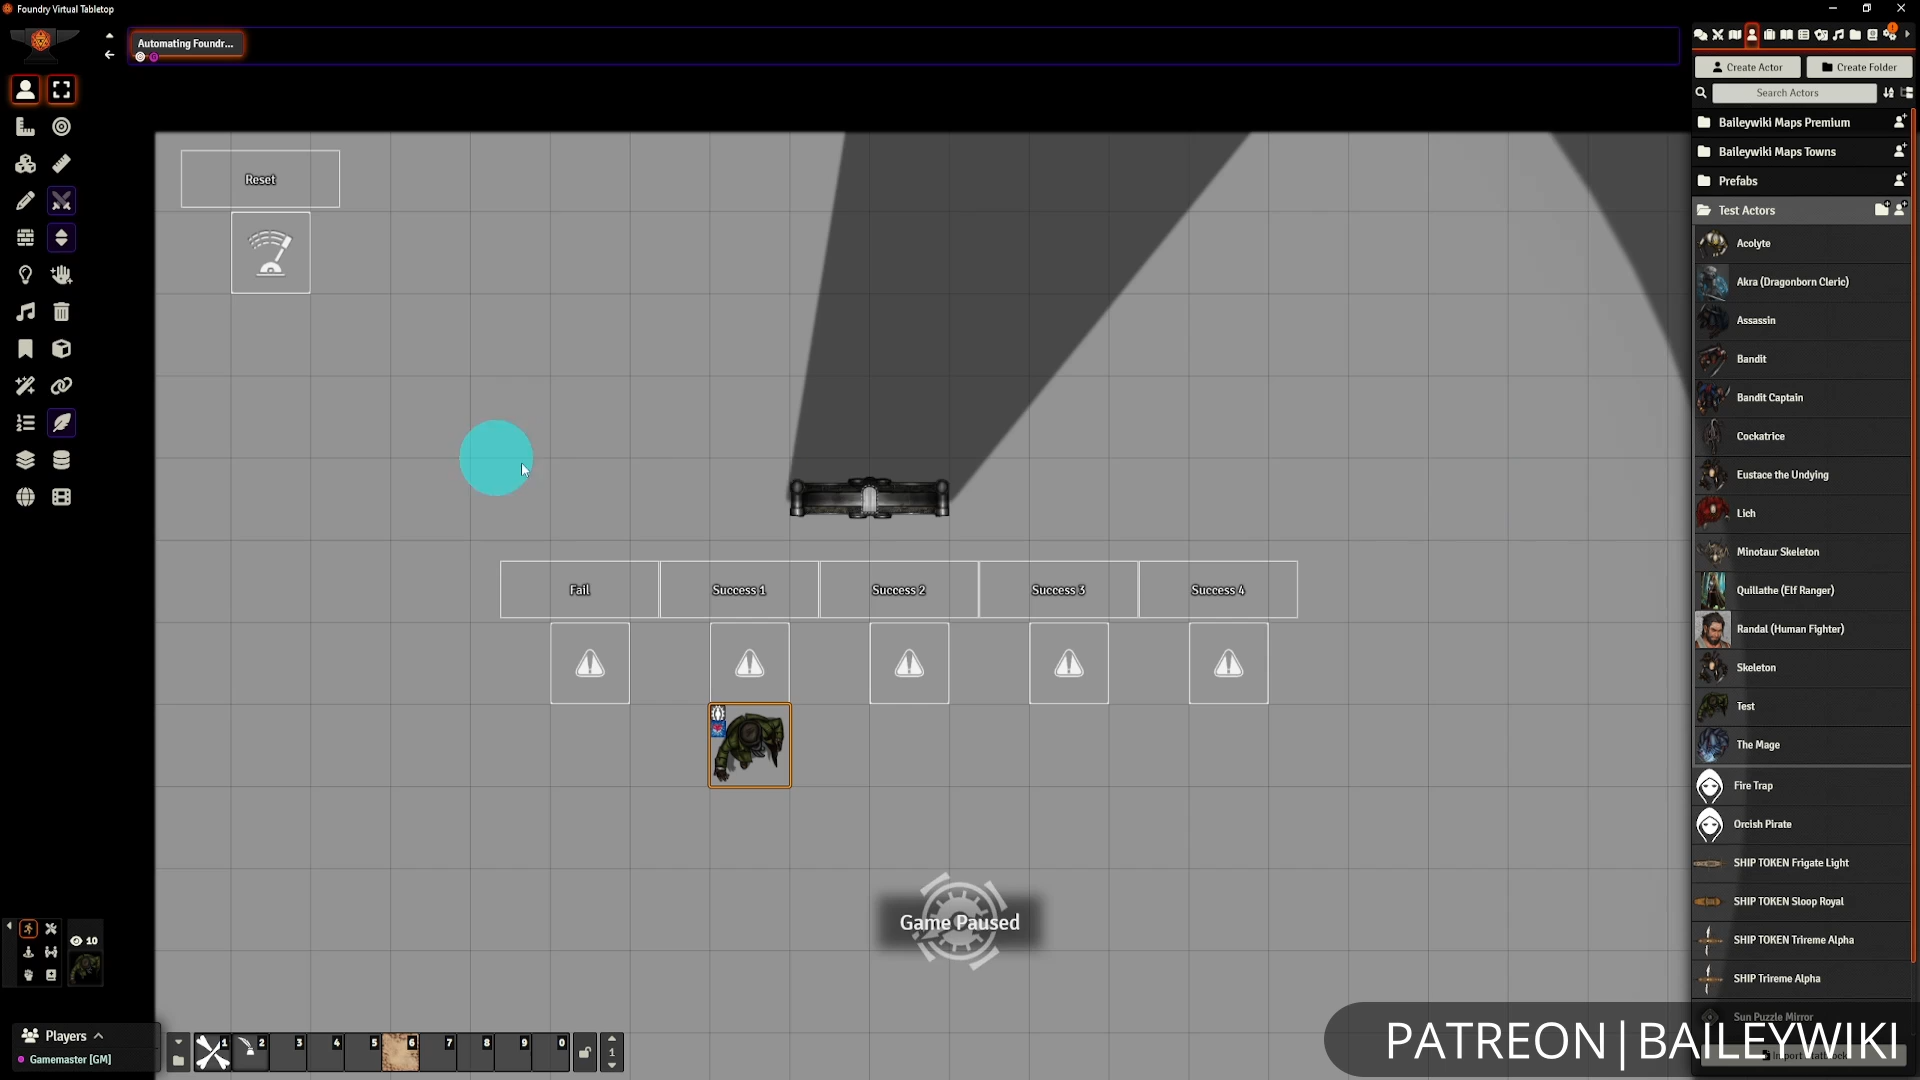 Foundry Virtual Tabletop
Automating Foundr...
Create Actor
Create Folder
Search Actors
Baileywiki Maps Premium
Baileywiki Maps Towns
Prefabs
Test Actors
Acolyte
Akra (Dragonborn Cleric)
Assassin
Bandit
Bandit Captain
Cockatrice
Eustace the Undying
Lich
Minotaur Skeleton
Quillathe (Elf Ranger)
Randal (Human Fighter)
Skeleton
Test
The Mage
Fire Trap
Orcish Pirate
SHIP TOKEN Frigate Light
SHIP TOKEN Sloop Royal
SHIP TOKEN Trireme Alpha
SHIP Trireme Alpha
Sun Puzzle Mirror
Reset
Fail
Success 1
Success 2
Success 3
Success 4
Game Paused
10
Players
Gamemaster [GM]
1 2 3 4 5 6 7 8 9 0
1
PATREON|BAILEYWIKI